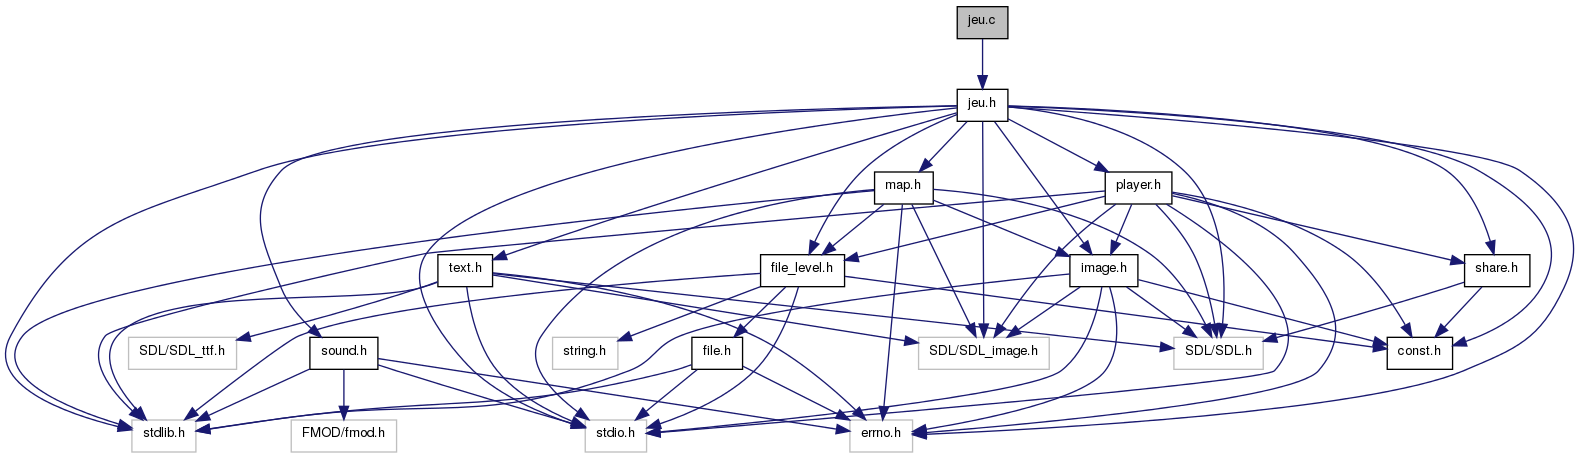 jeu.c
jeu.h
map.h
player.h
text.h
file_level.h
image.h
share.h
SDL/SDL_ttf.h
sound.h
string.h
file.h
SDL/SDL_image.h
SDL/SDL.h
const.h
stdlib.h
FMOD/fmod.h
stdio.h
errno.h